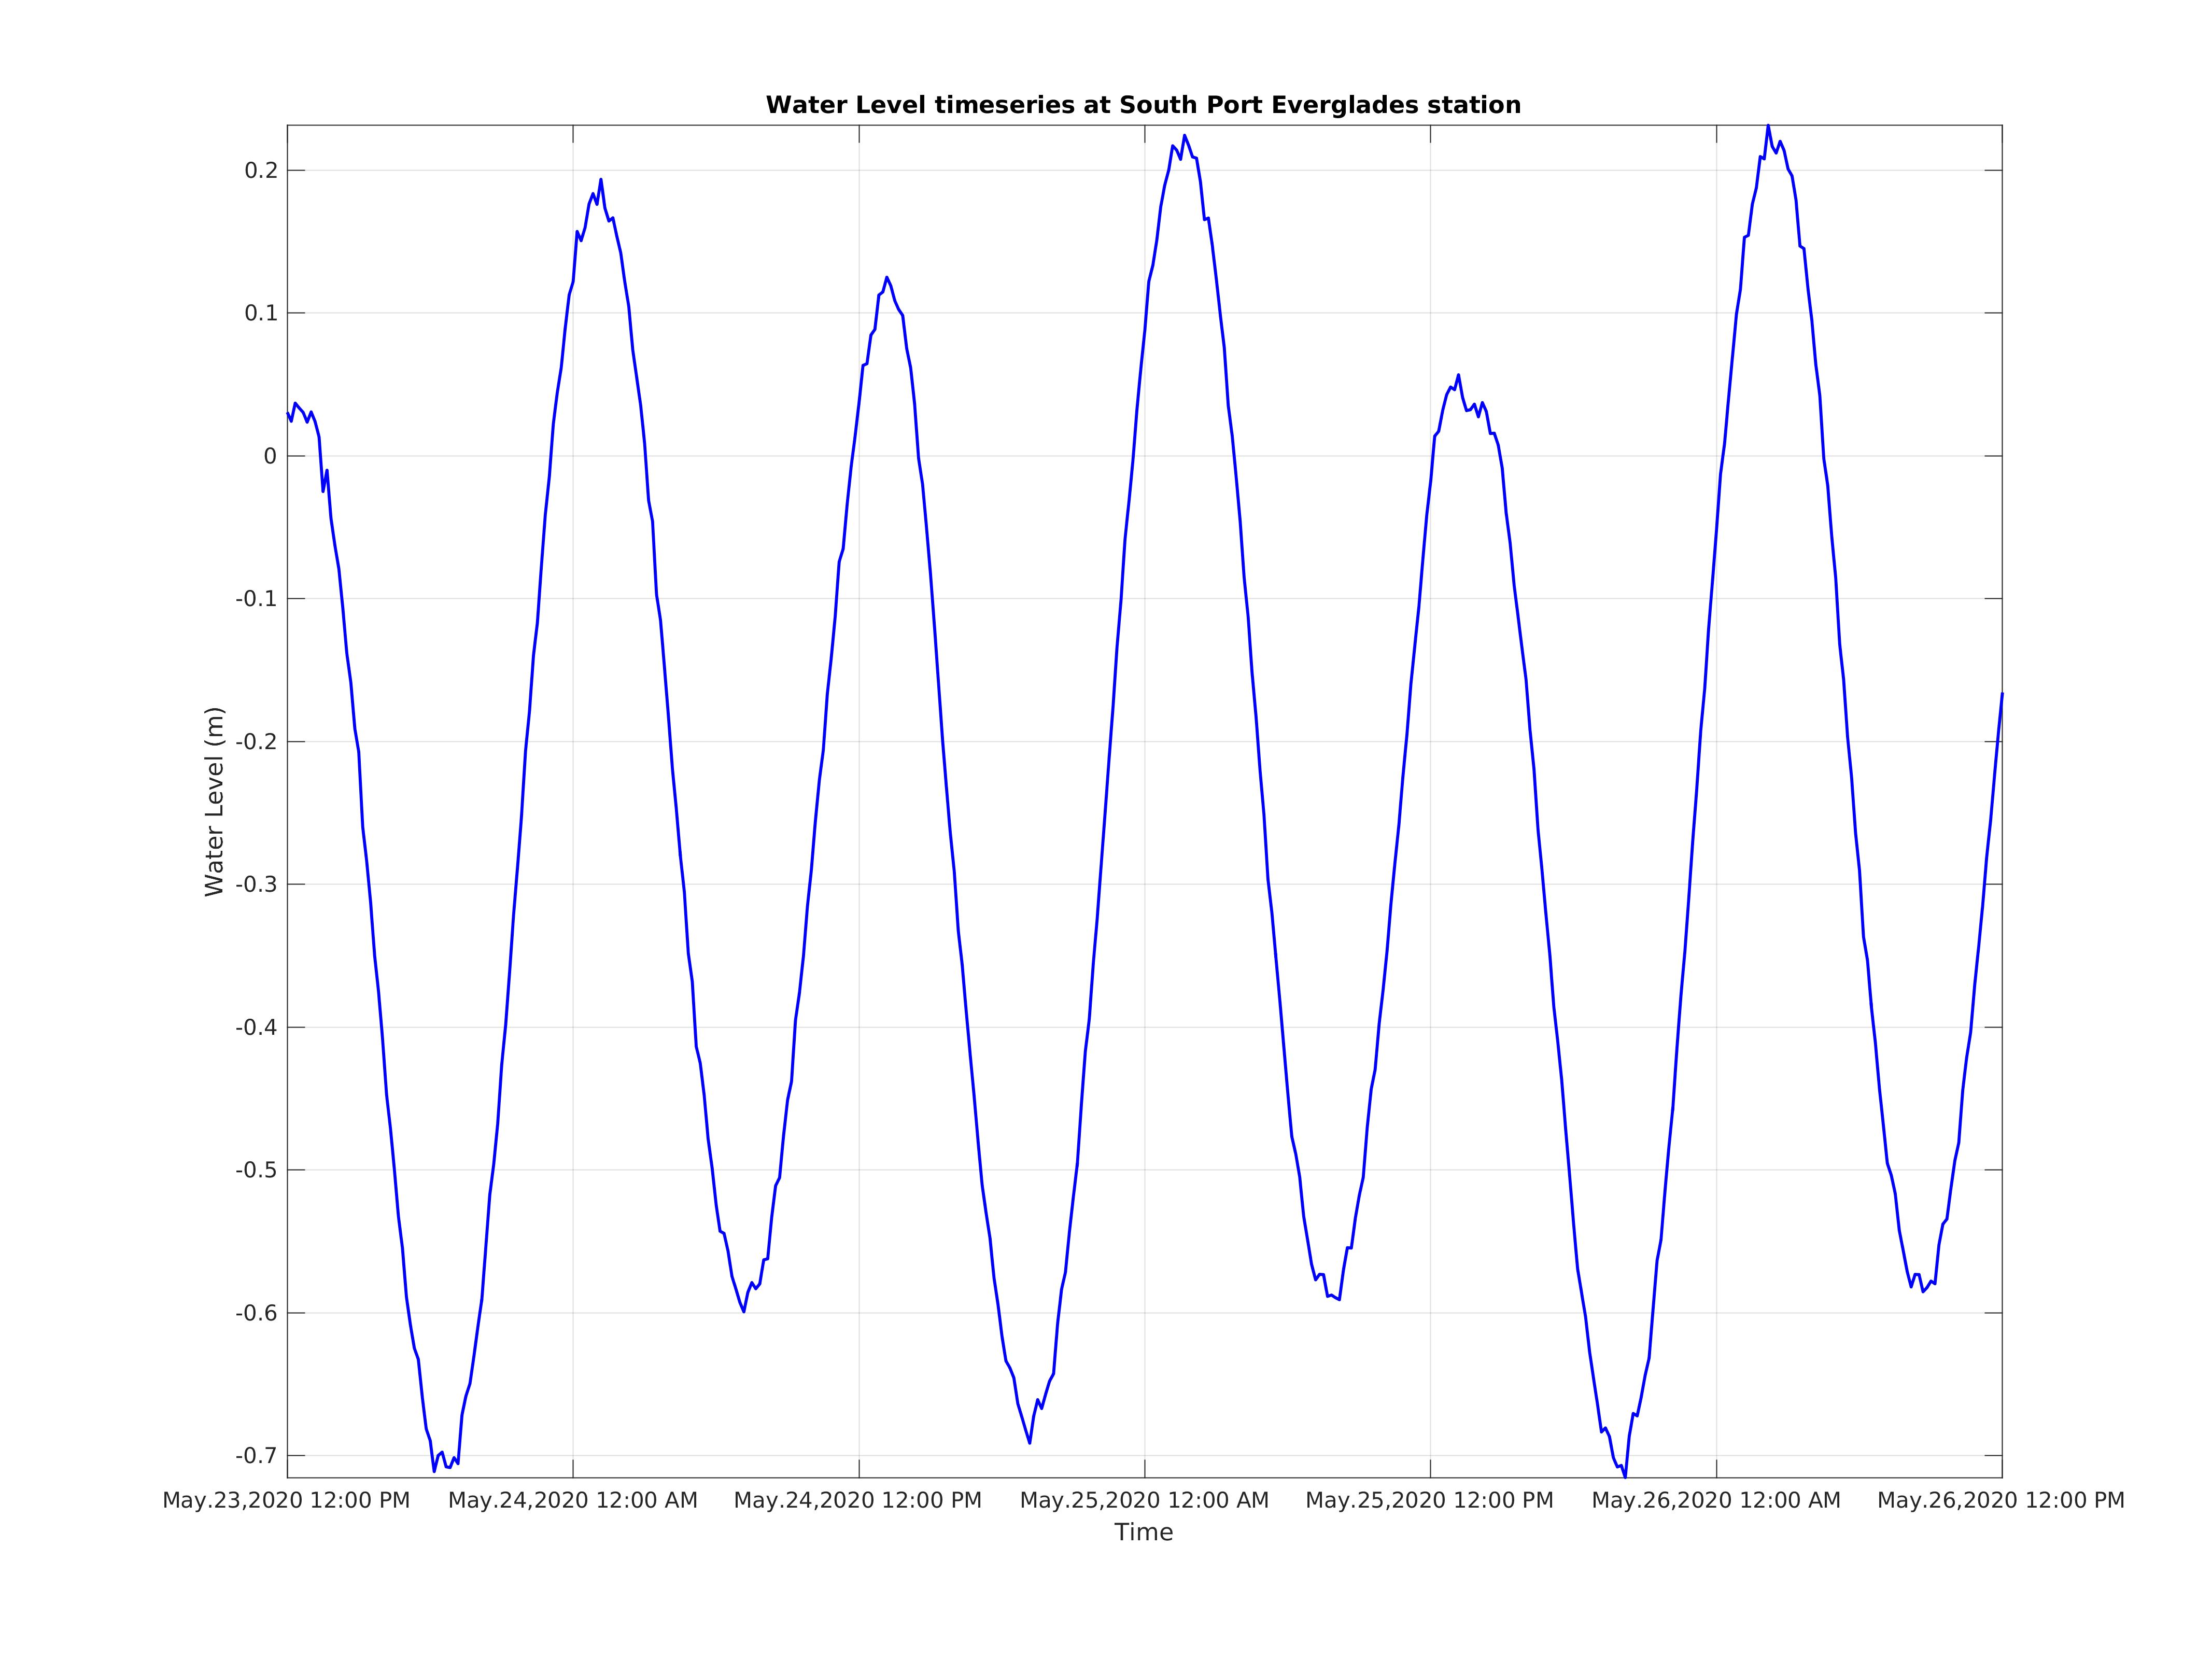 Water Level timeseries at South Port Everglades station
0.2
0.1
0
-0.1
-0.2
-0.3
-0.4
-0.5
-0.6
-0.7
Water Level (m)
May.23,2020 12:00 PM May.24,2020 12:00 AM May.24,2020 12:00 PM May.25,2020 12:00 AM May.25,2020 12:00 PM May.26,2020 12:00 AM May.26,2020 12:00 PM
Time